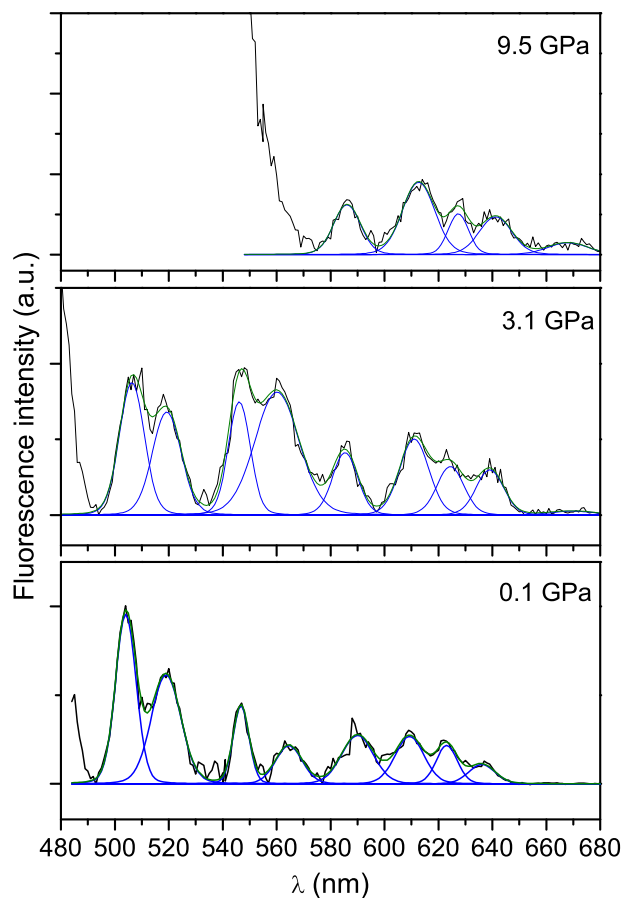 9.5 GPa
3.1 GPa
0.1 GPa
Fluorescence intensity (a.u.)
480 500 520 540 560 580 600 620 640 660 680
λ (nm)